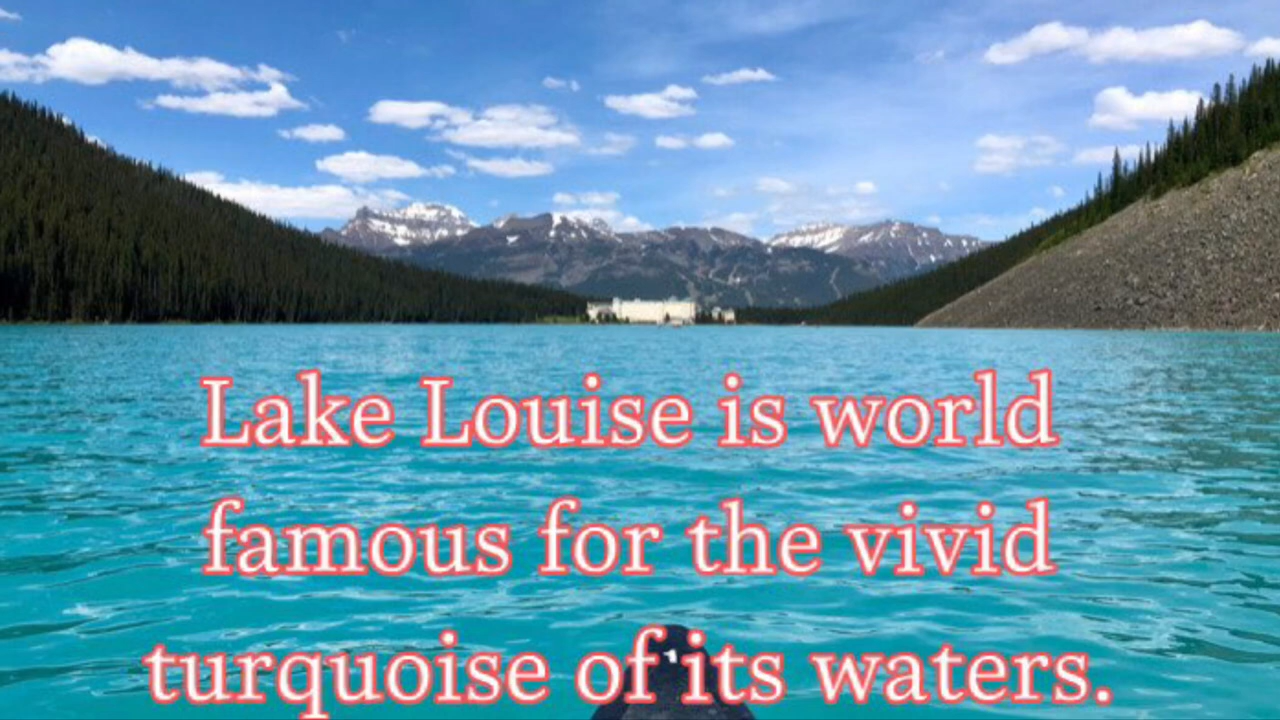 Lake Louise is world
famous for the vivid
turquoise of its waters.